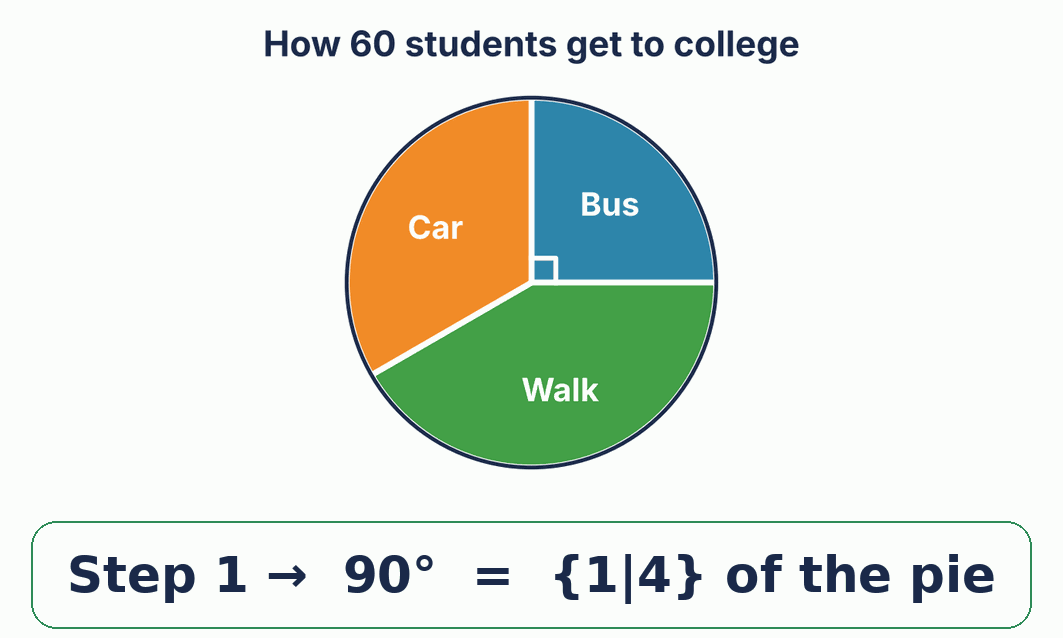 How 60 students get to college
Bus
Car
Walk
Step 1 → 90° = {1|4} of the pie